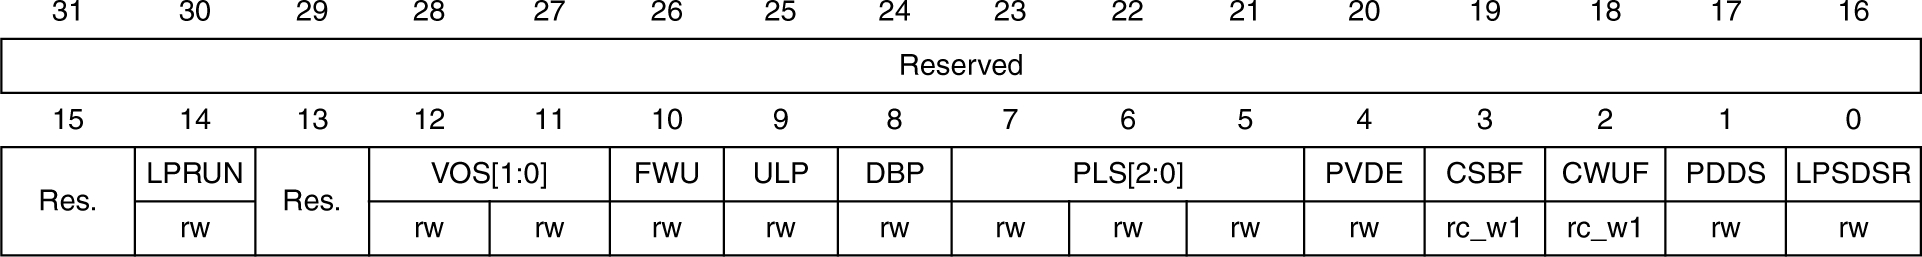 31 30 29 28 27 26 25 24 23 22 21 20 19 18 17 16
Reserved
15 14 13 12 11 10 9 8 7 6 5 4 3 2 1 0
Res. LPRUN Res. VOS[1:0] FWU ULP DBP PLS[2:0] PVDE CSBF CWUF PDDS LPSDSR
rw rw rw rw rw rw rw rw rw rw rc_w1 rc_w1 rw rw